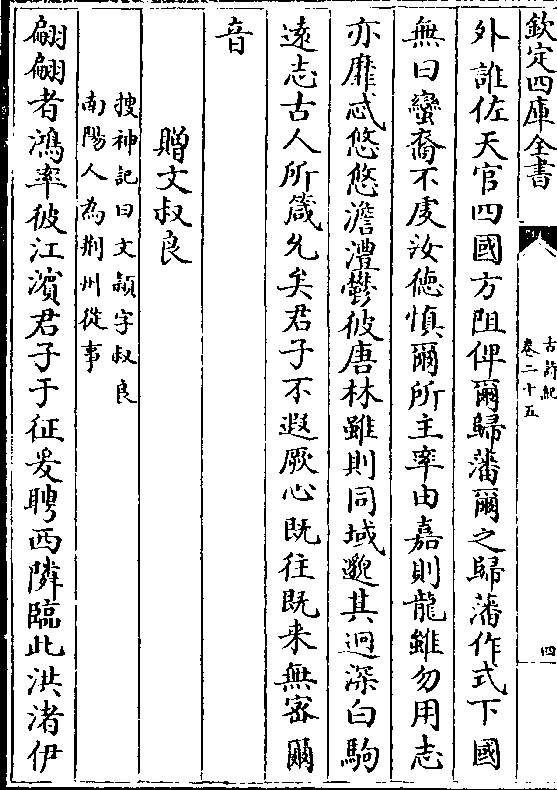 欽定四庫全書
古詩紀
卷二十五
四
外誰佐天官四國方阻俾爾歸藩爾之歸藩作式下國
無曰蠻裔不虔汝徳慎爾所主率由嘉則龍雖勿用志
亦靡忒悠悠澹澧鬱彼唐林雖則同域邈其迥深白駒
遠志古人所箴允矣君子不遐厥心既往既来無宻爾
音
贈文叔良
搜神記曰文穎字叔良
南陽人為荆州從事
翩翩者鴻率彼江濱君子于征爰聘西隣臨此洪渚伊